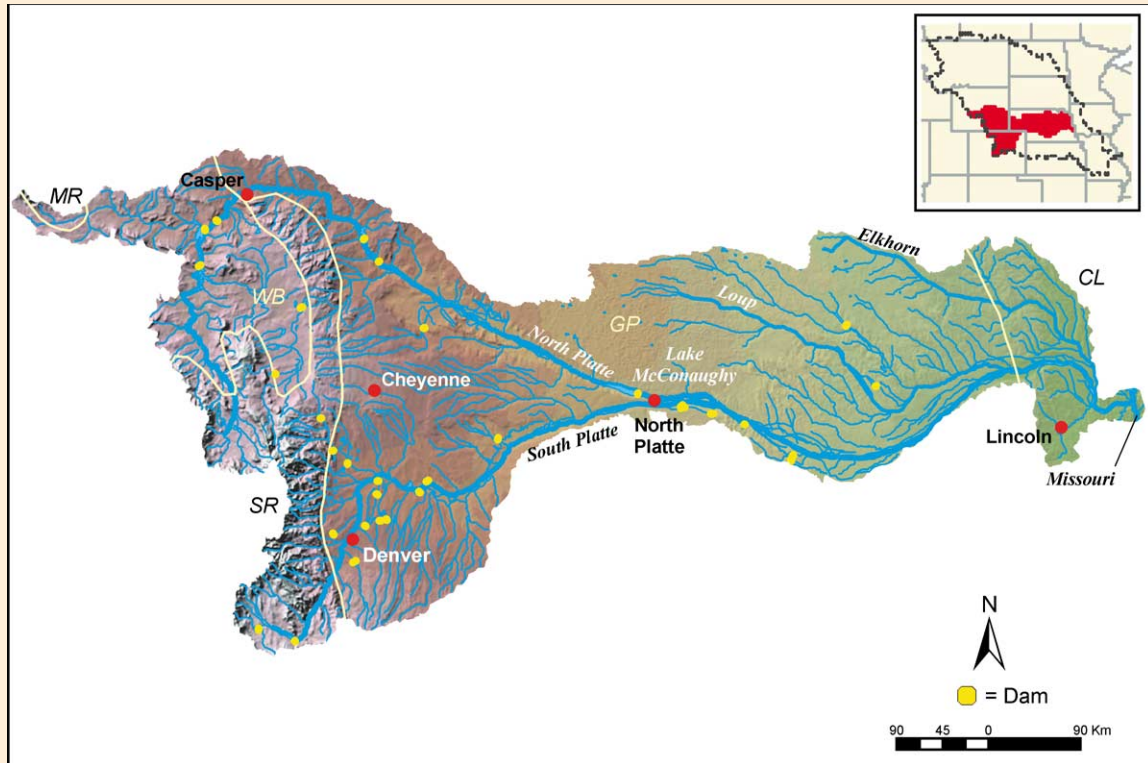 MR
Casper
Elkhorn
CL
WB
Loup
GP
North Platte
Lake
McConaughy
Cheyenne
North
Platte
South Platte
Lincoln
Missouri
SR
Denver
N
= Dam
90 45 0 90 Km